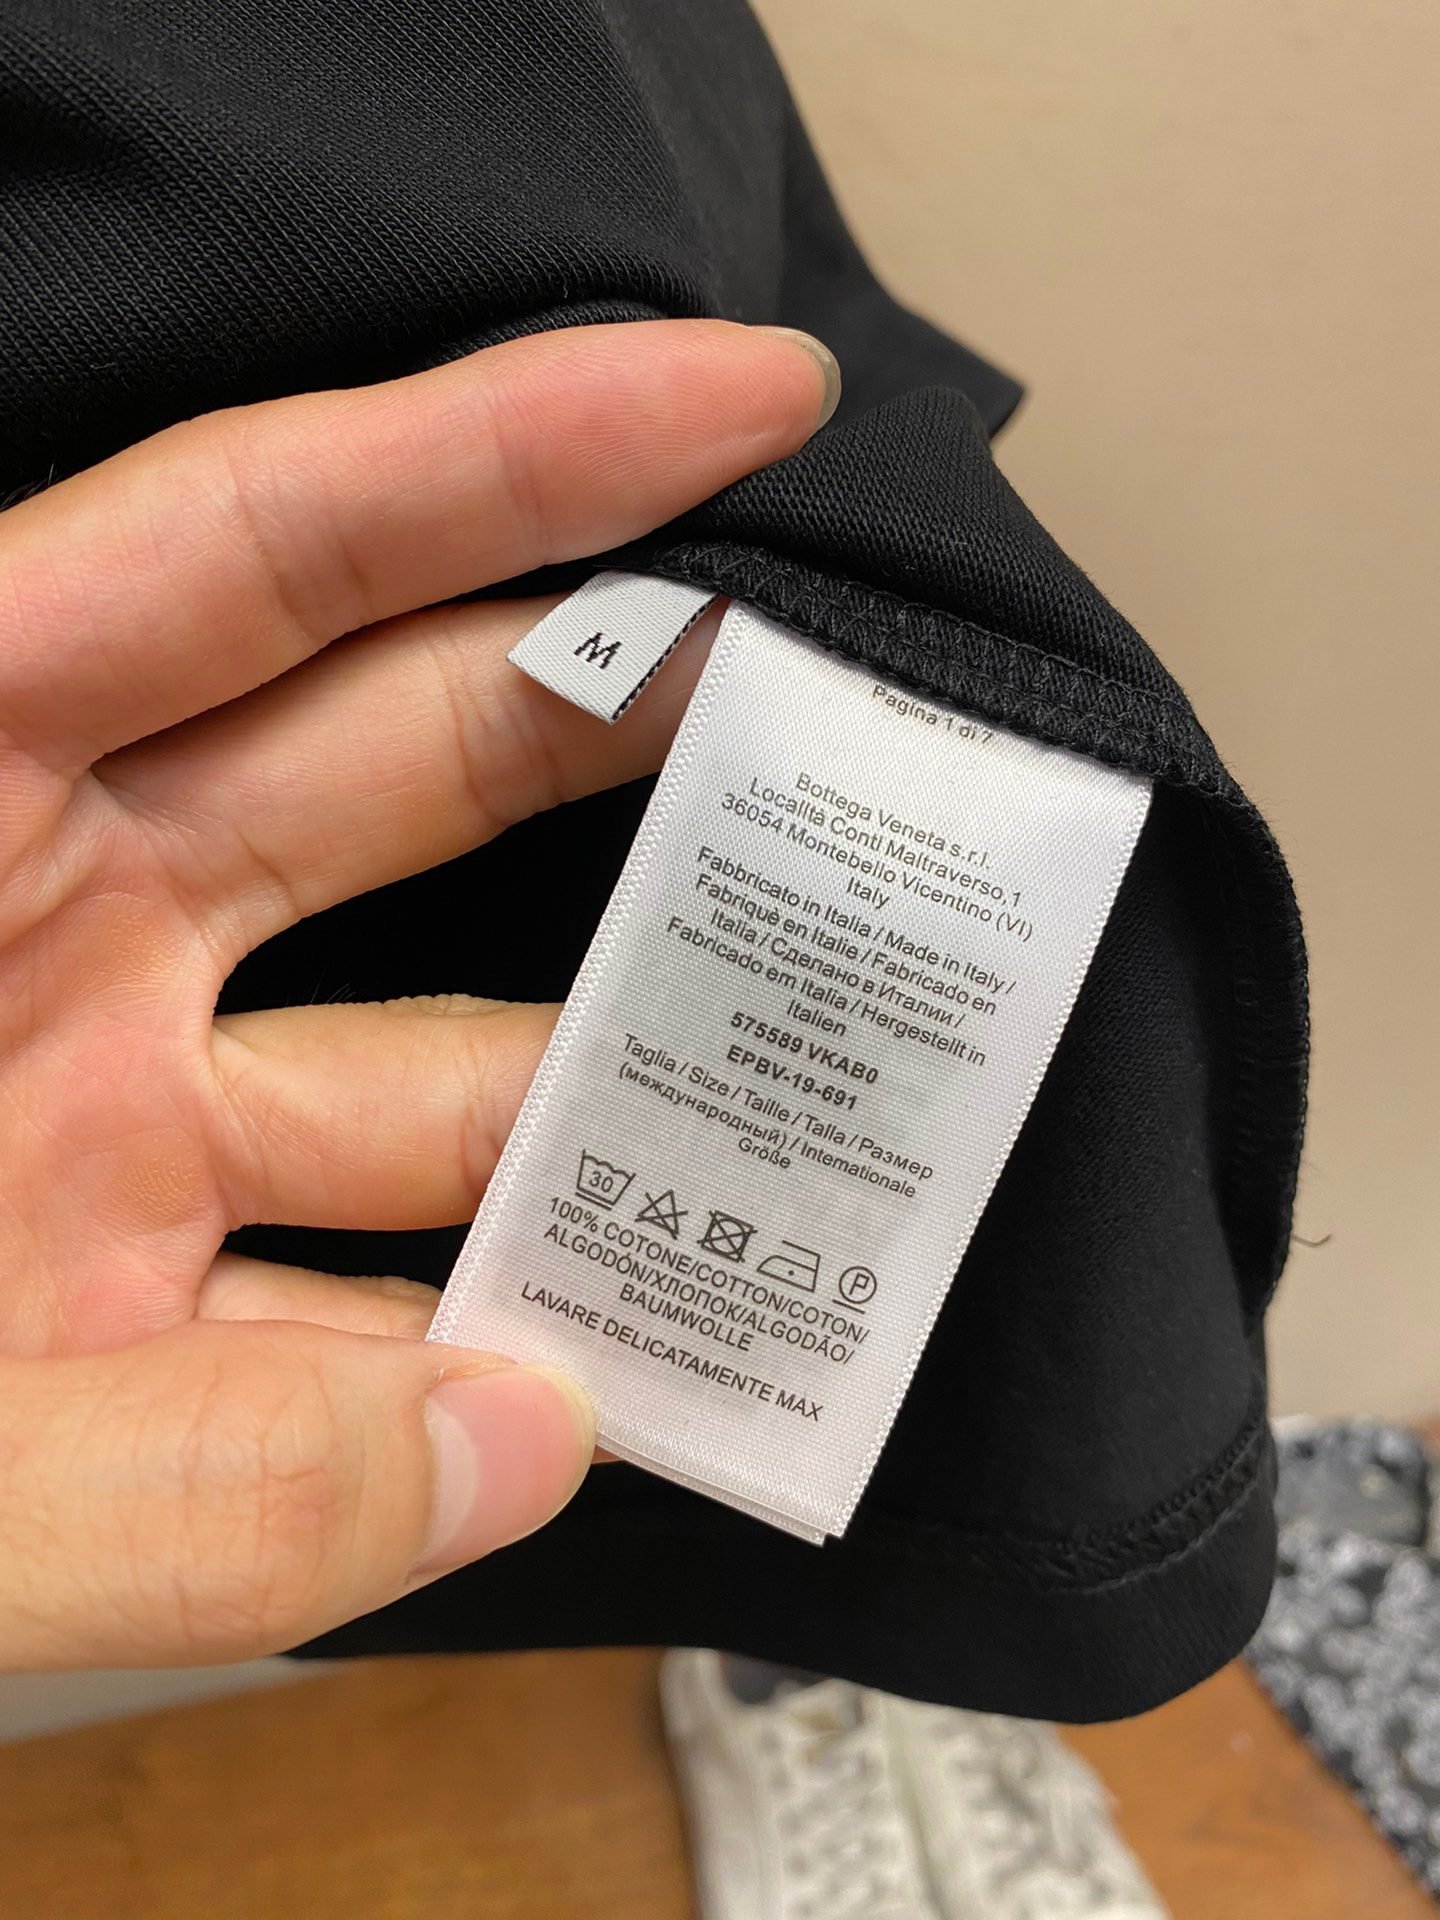 M
Pagina 1 di 7
Bottega Veneta s.r.l.
Località Conti Maltraverso,1
36054 Montebello Vicentino (VI)
Italy
Fabbricato in Italia / Made in Italy /
Fabriquè en Italie / Fabricado en
Italia / Сделано в Италии /
Fabricado em Italia / Hergestellt in
Italien
575589 VKAB0
EPBV-19-691
Taglia / Size / Taille / Talla / Размер
(международный) / Internationale
Größe
30
P
100% COTONE/COTTON/COTON/
ALGODÓN/ХЛОПОК/ALGODÃO/
BAUMWOLLE
LAVARE DELICATAMENTE MAX